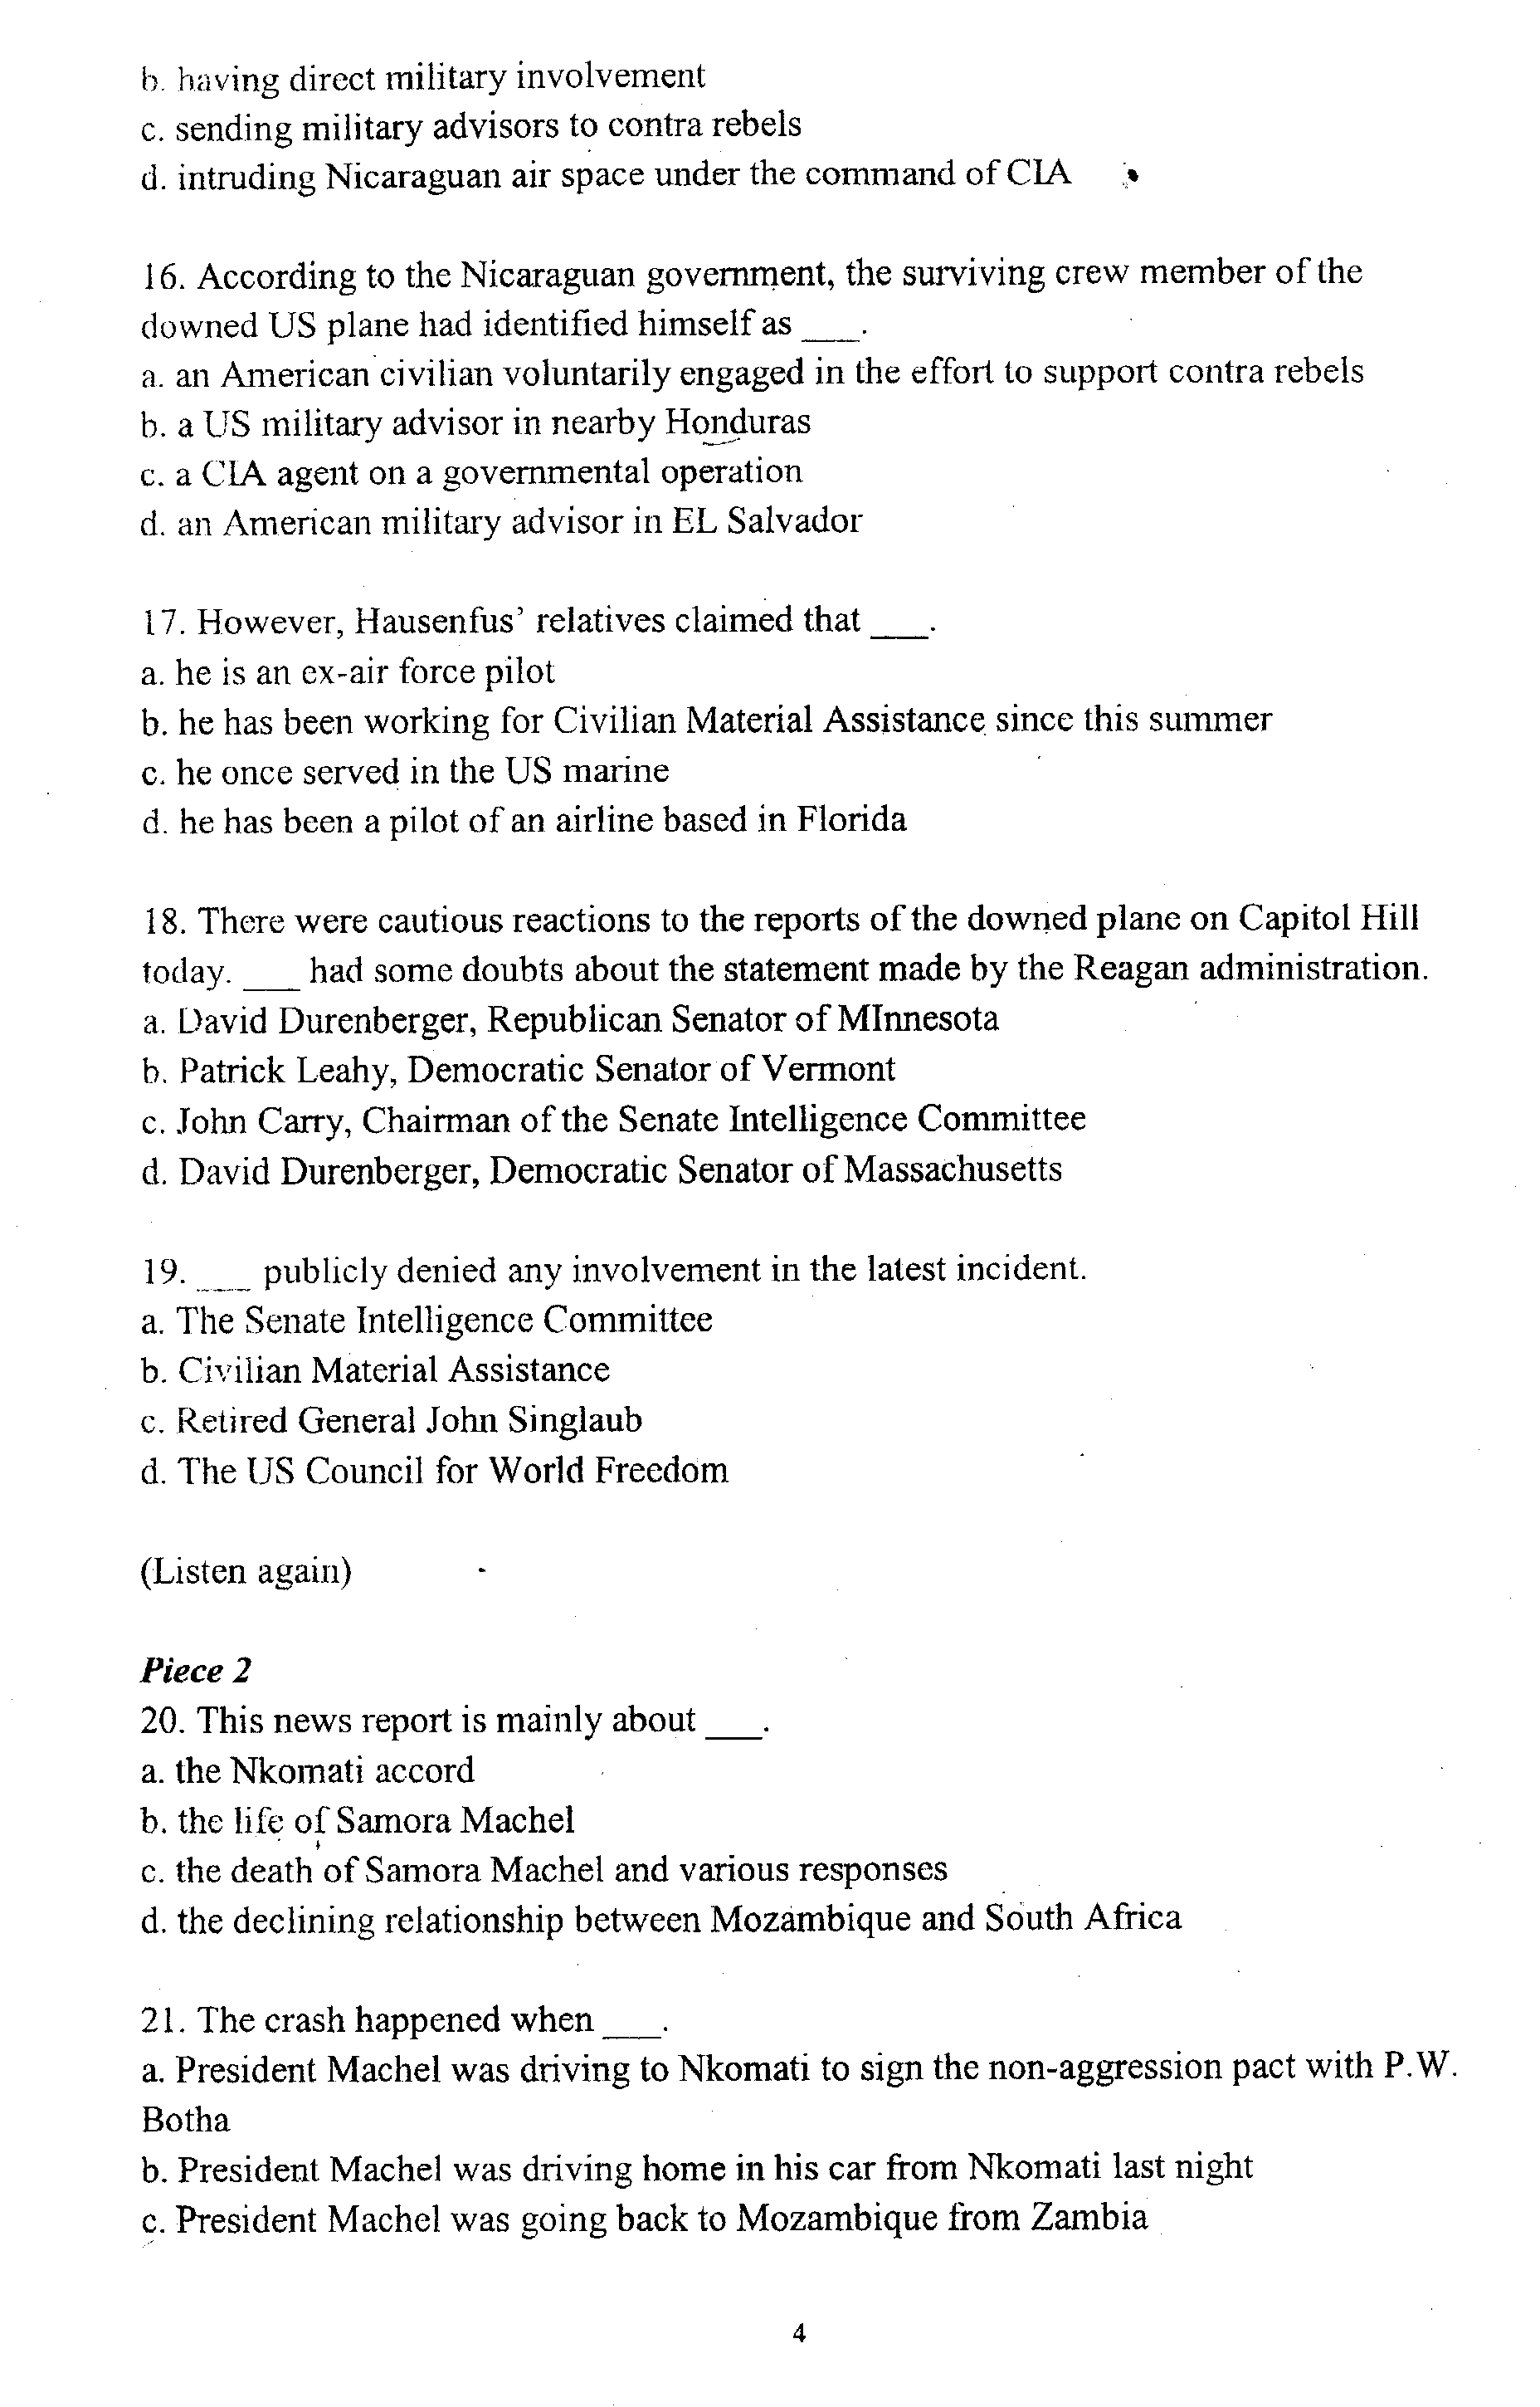 b. having direct military involvement
c. sending military advisors to contra rebels
d. intruding Nicaraguan air space under the command of CIA
16. According to the Nicaraguan government, the surviving crew member of the
downed US plane had identified himself as ___.
a. an American civilian voluntarily engaged in the effort to support contra rebels
b. a US military advisor in nearby Honduras
c. a CIA agent on a governmental operation
d. an American military advisor in EL Salvador
17. However, Hausenfus’ relatives claimed that ___.
a. he is an ex-air force pilot
b. he has been working for Civilian Material Assistance since this summer
c. he once served in the US marine
d. he has been a pilot of an airline based in Florida
18. There were cautious reactions to the reports of the downed plane on Capitol Hill
today. ___ had some doubts about the statement made by the Reagan administration.
a. David Durenberger, Republican Senator of MInnesota
b. Patrick Leahy, Democratic Senator of Vermont
c. John Carry, Chairman of the Senate Intelligence Committee
d. David Durenberger, Democratic Senator of Massachusetts
19. ___ publicly denied any involvement in the latest incident.
a. The Senate Intelligence Committee
b. Civilian Material Assistance
c. Retired General John Singlaub
d. The US Council for World Freedom
(Listen again)
Piece 2
20. This news report is mainly about ___.
a. the Nkomati accord
b. the life of Samora Machel
c. the death of Samora Machel and various responses
d. the declining relationship between Mozambique and South Africa
21. The crash happened when ___.
a. President Machel was driving to Nkomati to sign the non-aggression pact with P.W.
Botha
b. President Machel was driving home in his car from Nkomati last night
c. President Machel was going back to Mozambique from Zambia
4